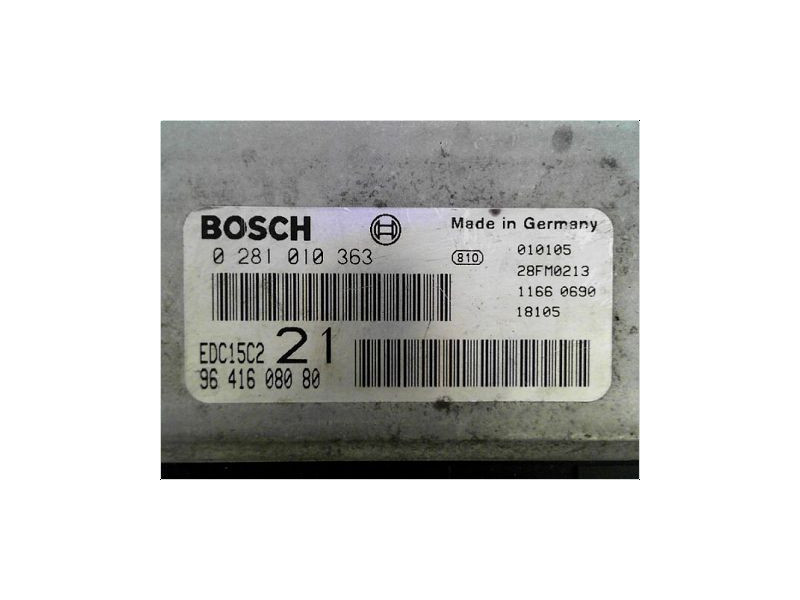 BOSCH
Made in Germany
0 281 010 363
810
010105
28FM0213
1166 0690
18105
EDC15C2 21
96 416 080 80